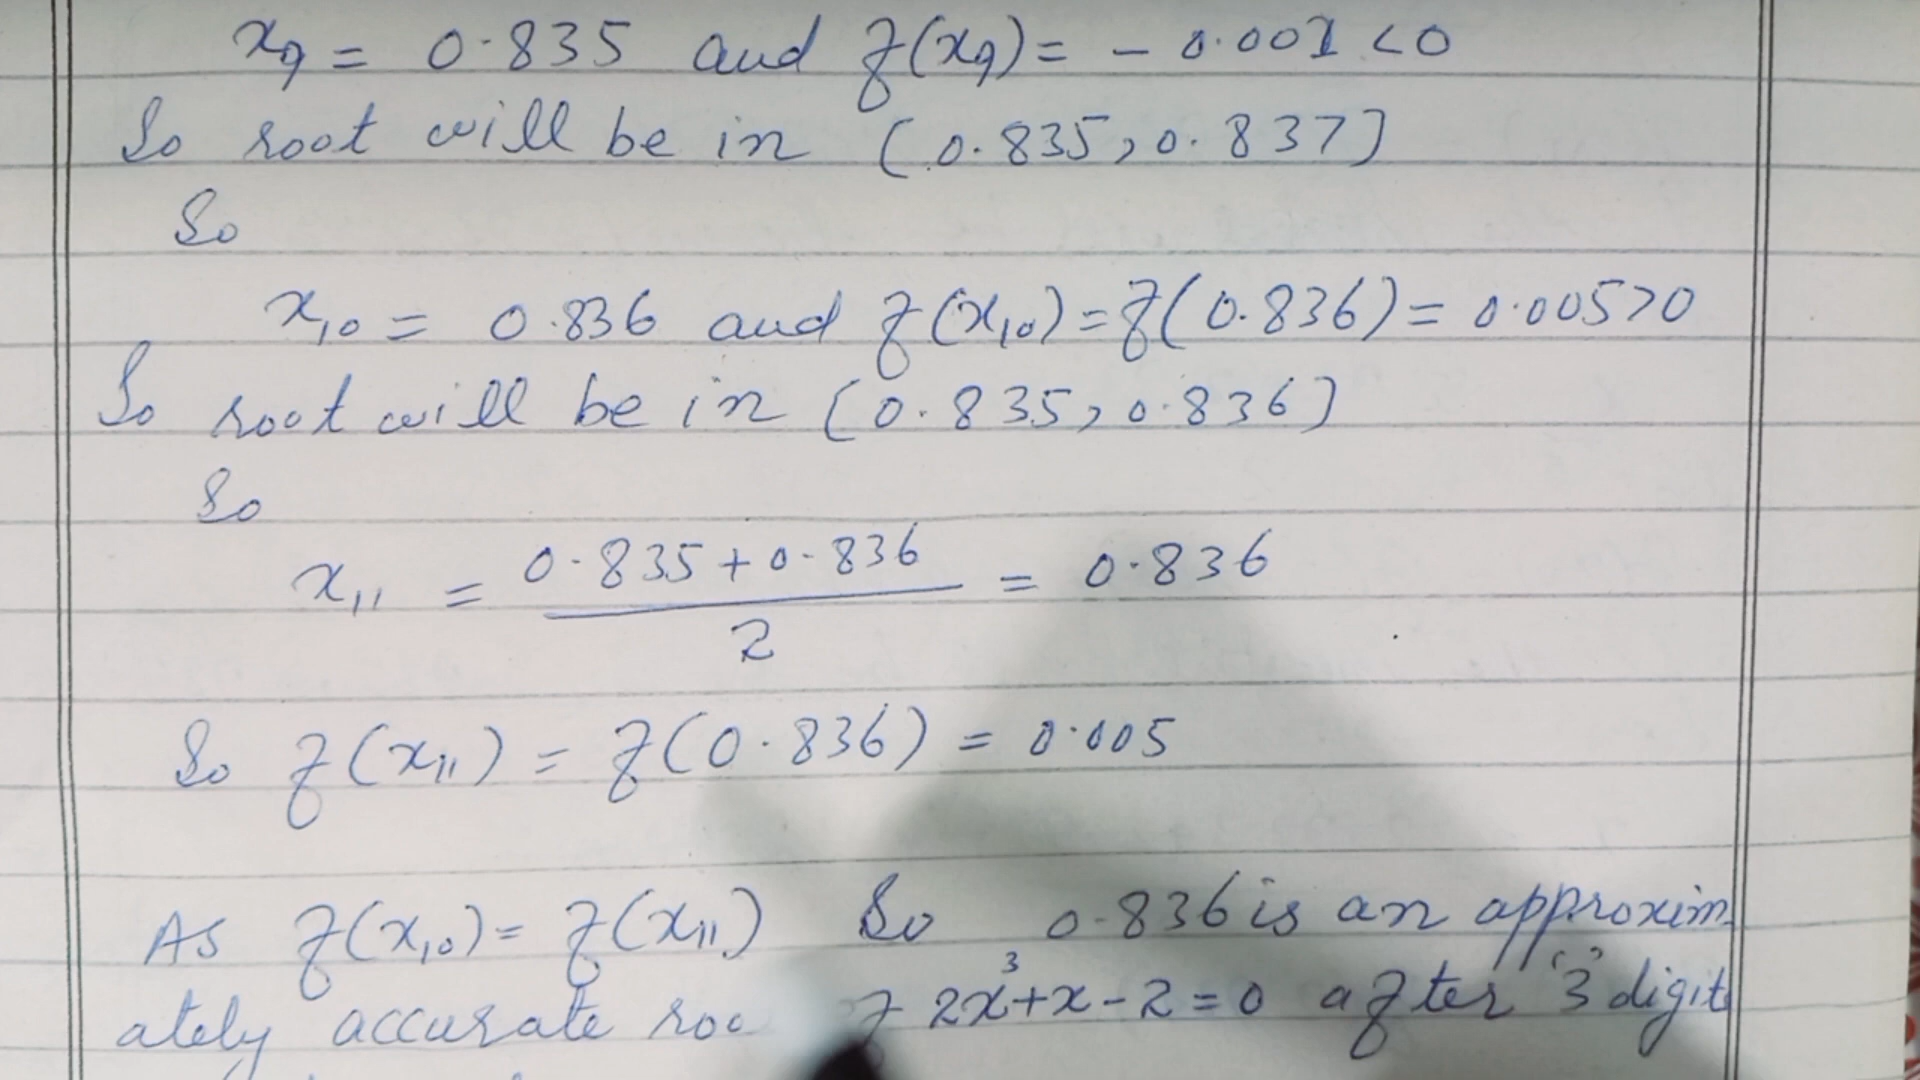 x₉ = 0.835 and f(x₉) = - 0.001 < 0
So root will be in [0.835, 0.837]
So
x₁₀ = 0.836 and f(x₁₀) = f(0.836) = 0.005 > 0
So root will be in [0.835, 0.836]
So
x₁₁ = (0.835 + 0.836)/2 = 0.836
So f(x₁₁) = f(0.836) = 0.005
As f(x₁₀) = f(x₁₁) So 0.836 is an approxim
ately accurate 2x³+x-2=0 after '3' digit